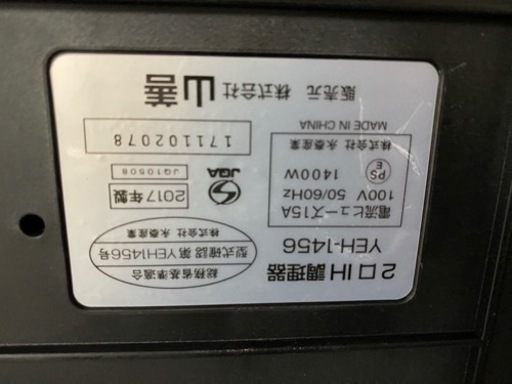 2口IH調理器
YEH-1456
電流ヒューズ15A
100V 50/60Hz
1400W
PS
E
株式会社 永泰産業
MADE IN CHINA
総務省基準適合
型式確認第YEH1456号
株式会社
永泰産業
2017年製
JQA
JQ10508
171102078
販売元 株式会社 山善